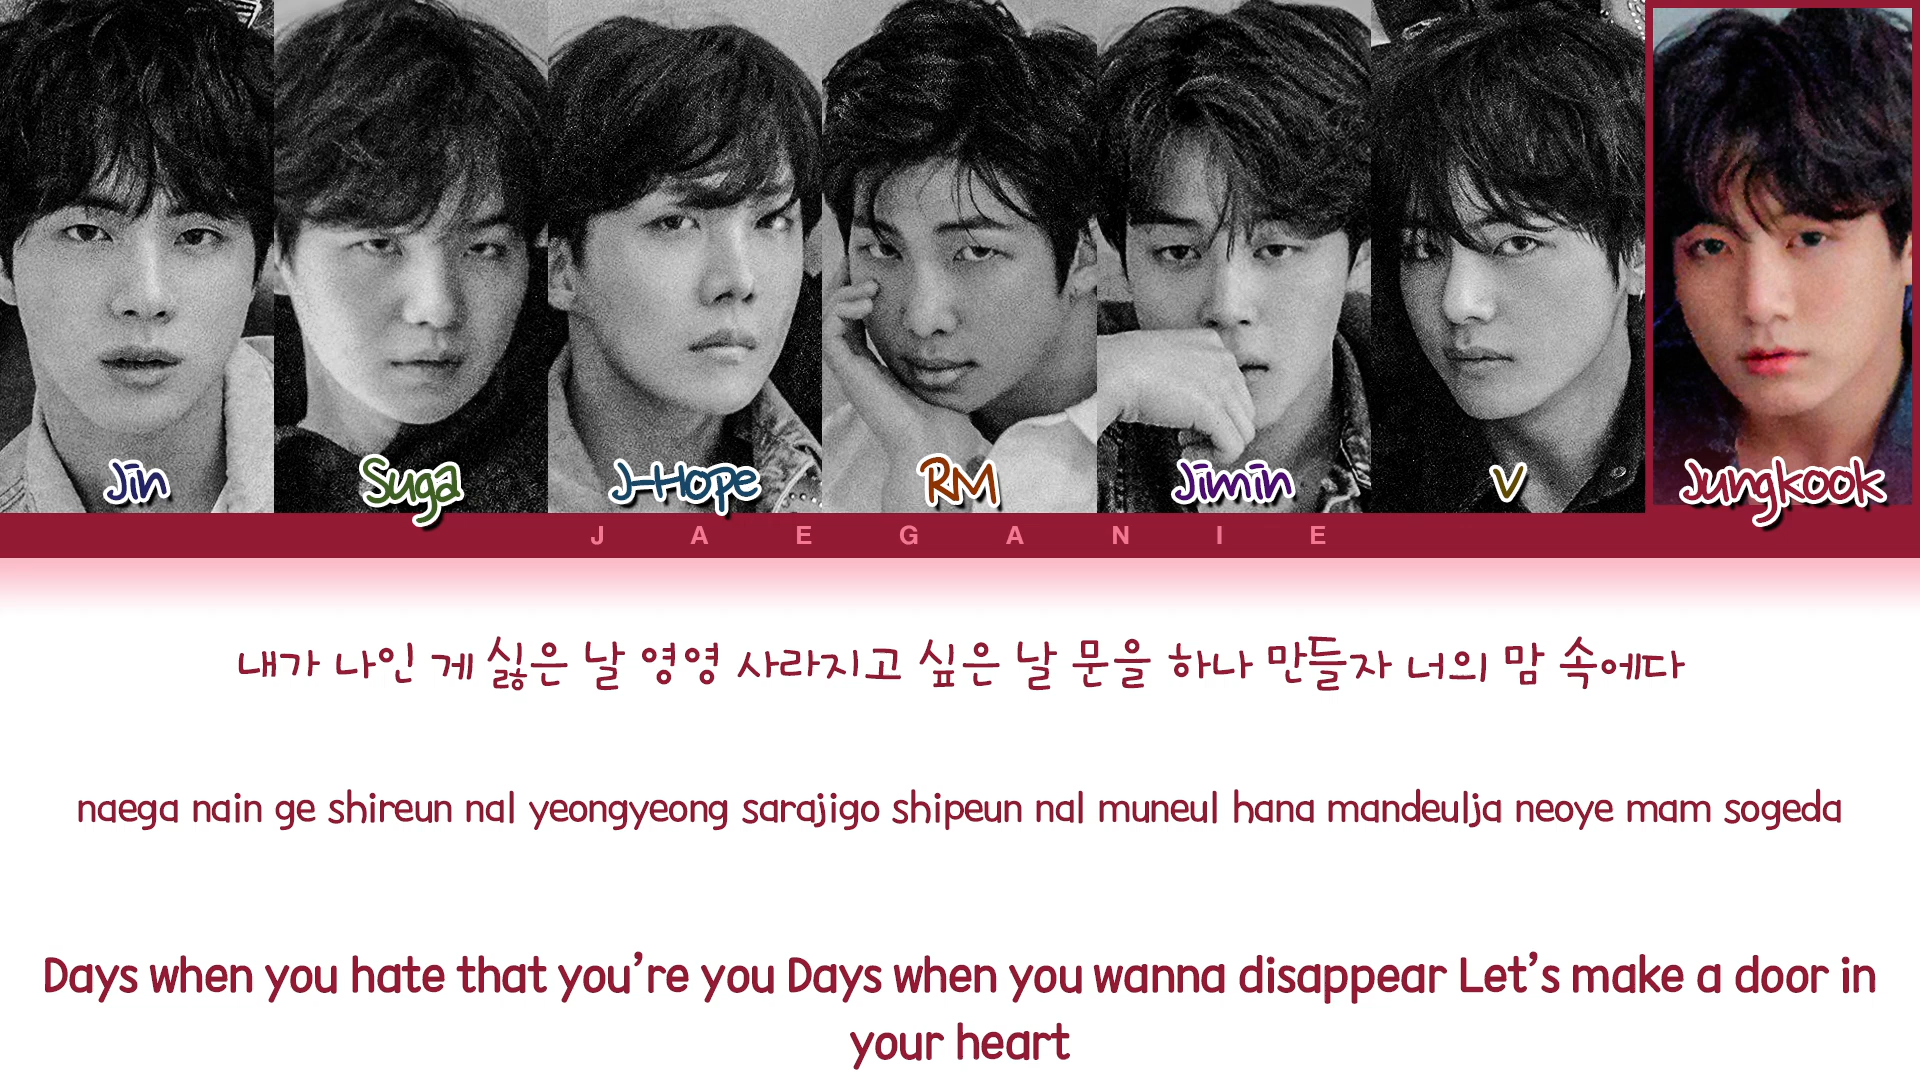 Jin
Suga
J-Hope
RM
Jimin
V
Jungkook
J A E G A N I E
내가 나인 게 싫은 날 영영 사라지고 싶은 날 문을 하나 만들자 너의 맘 속에다
naega nain ge shireun nal yeongyeong sarajigo shipeun nal muneul hana mandeulja neoye mam sogeda
Days when you hate that you’re you Days when you wanna disappear Let’s make a door in
your heart